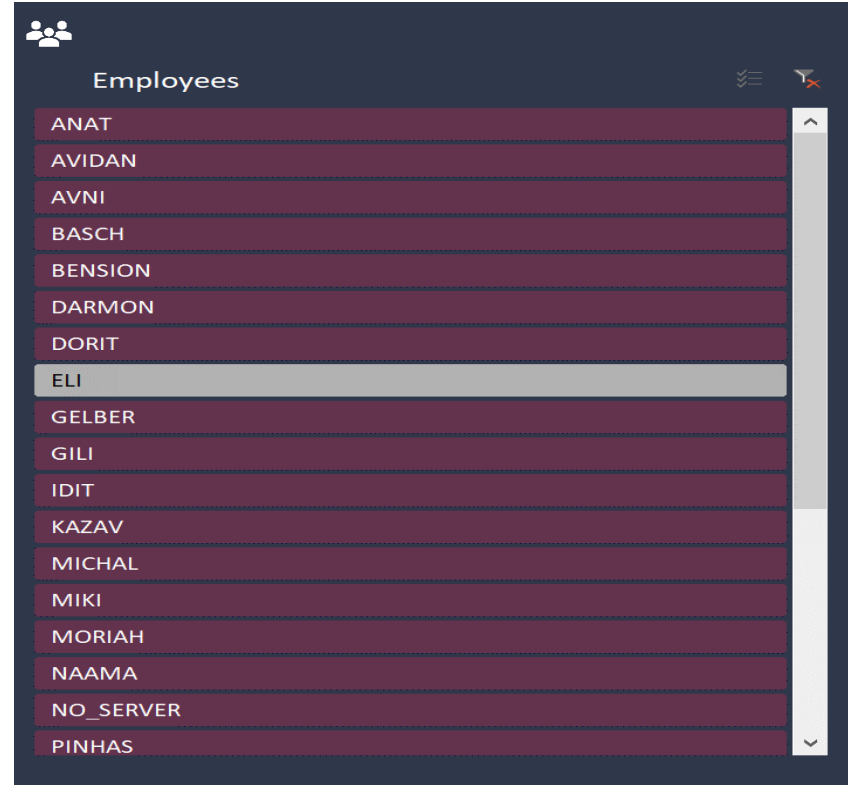 Employees
ANAT
AVIDAN
AVNI
BASCH
BENSION
DARMON
DORIT
ELI
GELBER
GILI
IDIT
KAZAV
MICHAL
MIKI
MORIAH
NAAMA
NO_SERVER
PINHAS